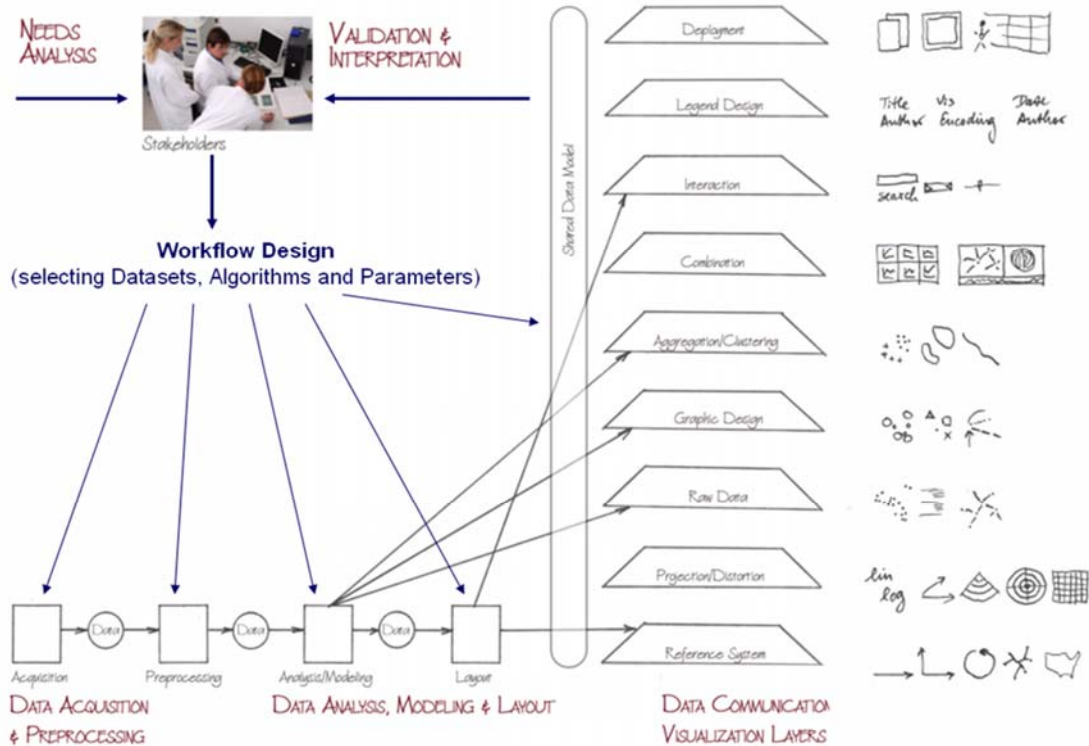 NEEDS
ANALYSIS
VALIDATION &
INTERPRETATION
Stakeholders
Workflow Design
(selecting Datasets, Algorithms and Parameters)
Shared Data Model
Deployment
Legend Design
Interaction
Combination
Aggregation/Clustering
Graphic Design
Raw Data
Projection/Distortion
Reference System
Title Vis Date
Author Encoding Author
search
lin
log
Data
Data
Data
Acquisition
Preprocessing
Analysis/Modeling
Layout
DATA ACQUISITION
& PREPROCESSING
DATA ANALYSIS, MODELING & LAYOUT
DATA COMMUNICATION
VISUALIZATION LAYERS